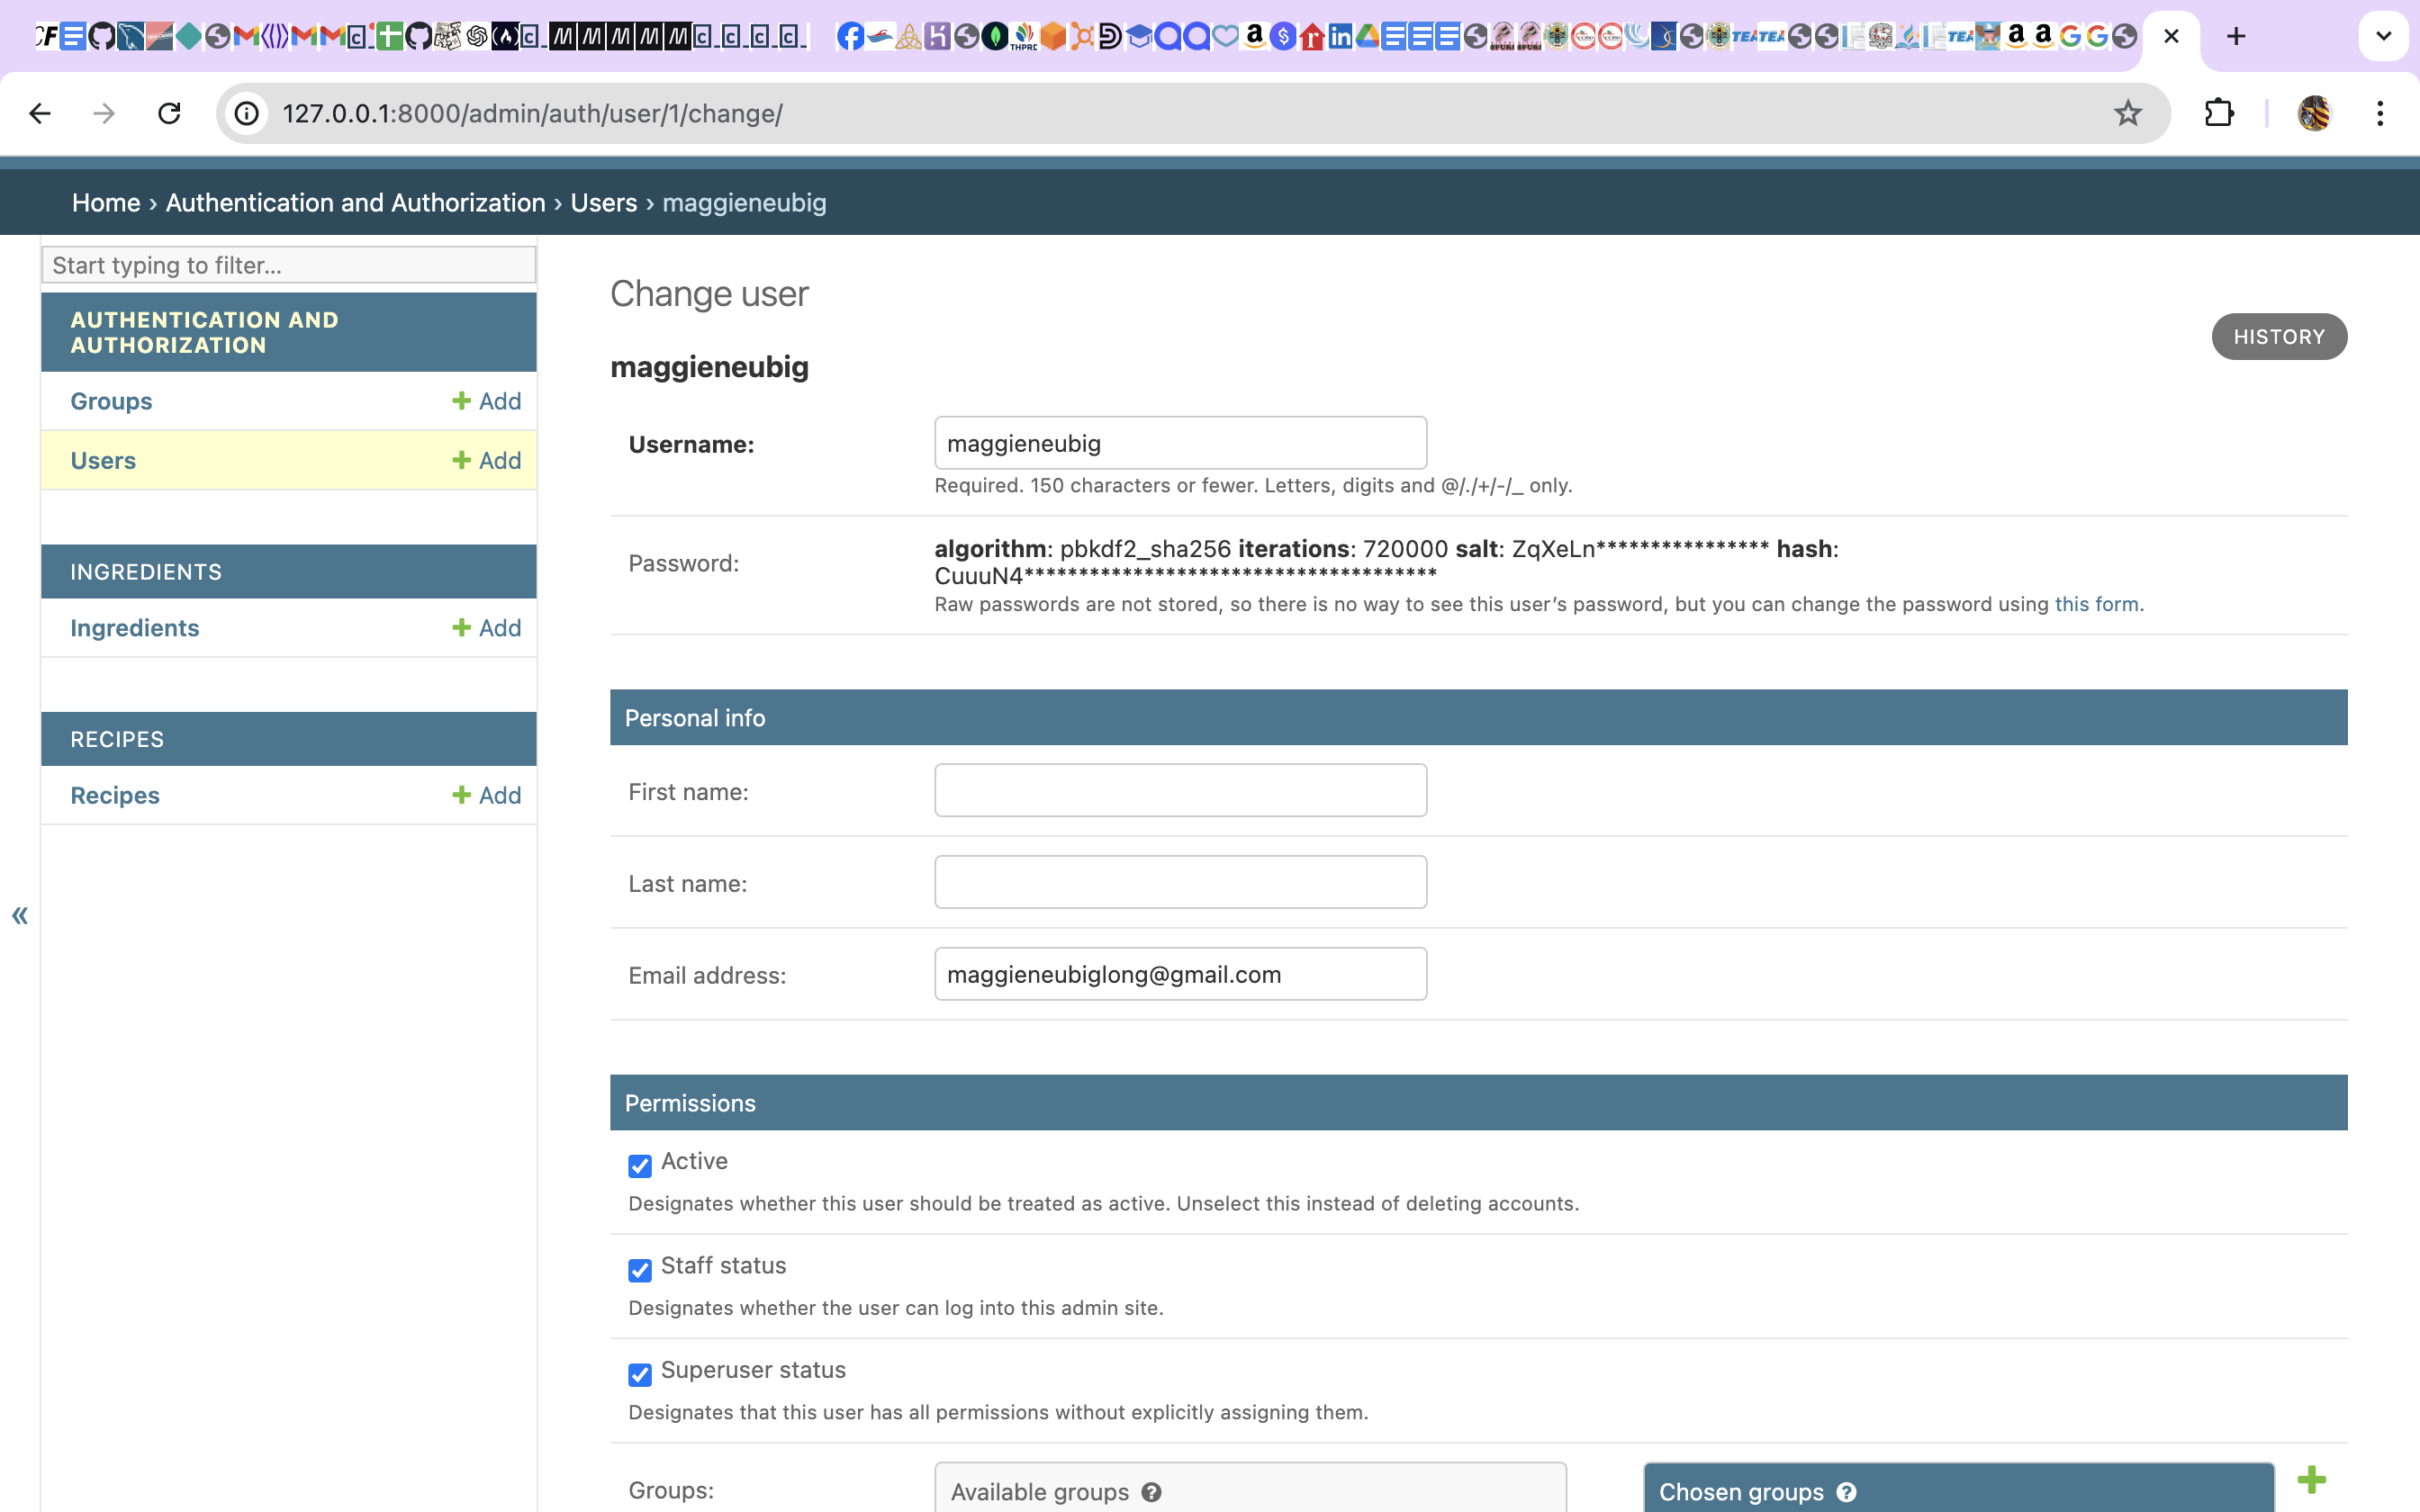 127.0.0.1:8000/admin/auth/user/1/change/
Home › Authentication and Authorization › Users › maggieneubig
Start typing to filter...
AUTHENTICATION AND
AUTHORIZATION
Groups + Add
Users + Add
INGREDIENTS
Ingredients + Add
RECIPES
Recipes + Add
«
Change user
HISTORY
maggieneubig
Username: maggieneubig
Required. 150 characters or fewer. Letters, digits and @/./+/-/_ only.
Password: algorithm: pbkdf2_sha256 iterations: 720000 salt: ZqXeLn**************** hash:
CuuuN4**************************************
Raw passwords are not stored, so there is no way to see this user’s password, but you can change the password using this form.
Personal info
First name:
Last name:
Email address: maggieneubiglong@gmail.com
Permissions
Active
Designates whether this user should be treated as active. Unselect this instead of deleting accounts.
Staff status
Designates whether the user can log into this admin site.
Superuser status
Designates that this user has all permissions without explicitly assigning them.
Groups: Available groups ? Chosen groups ?